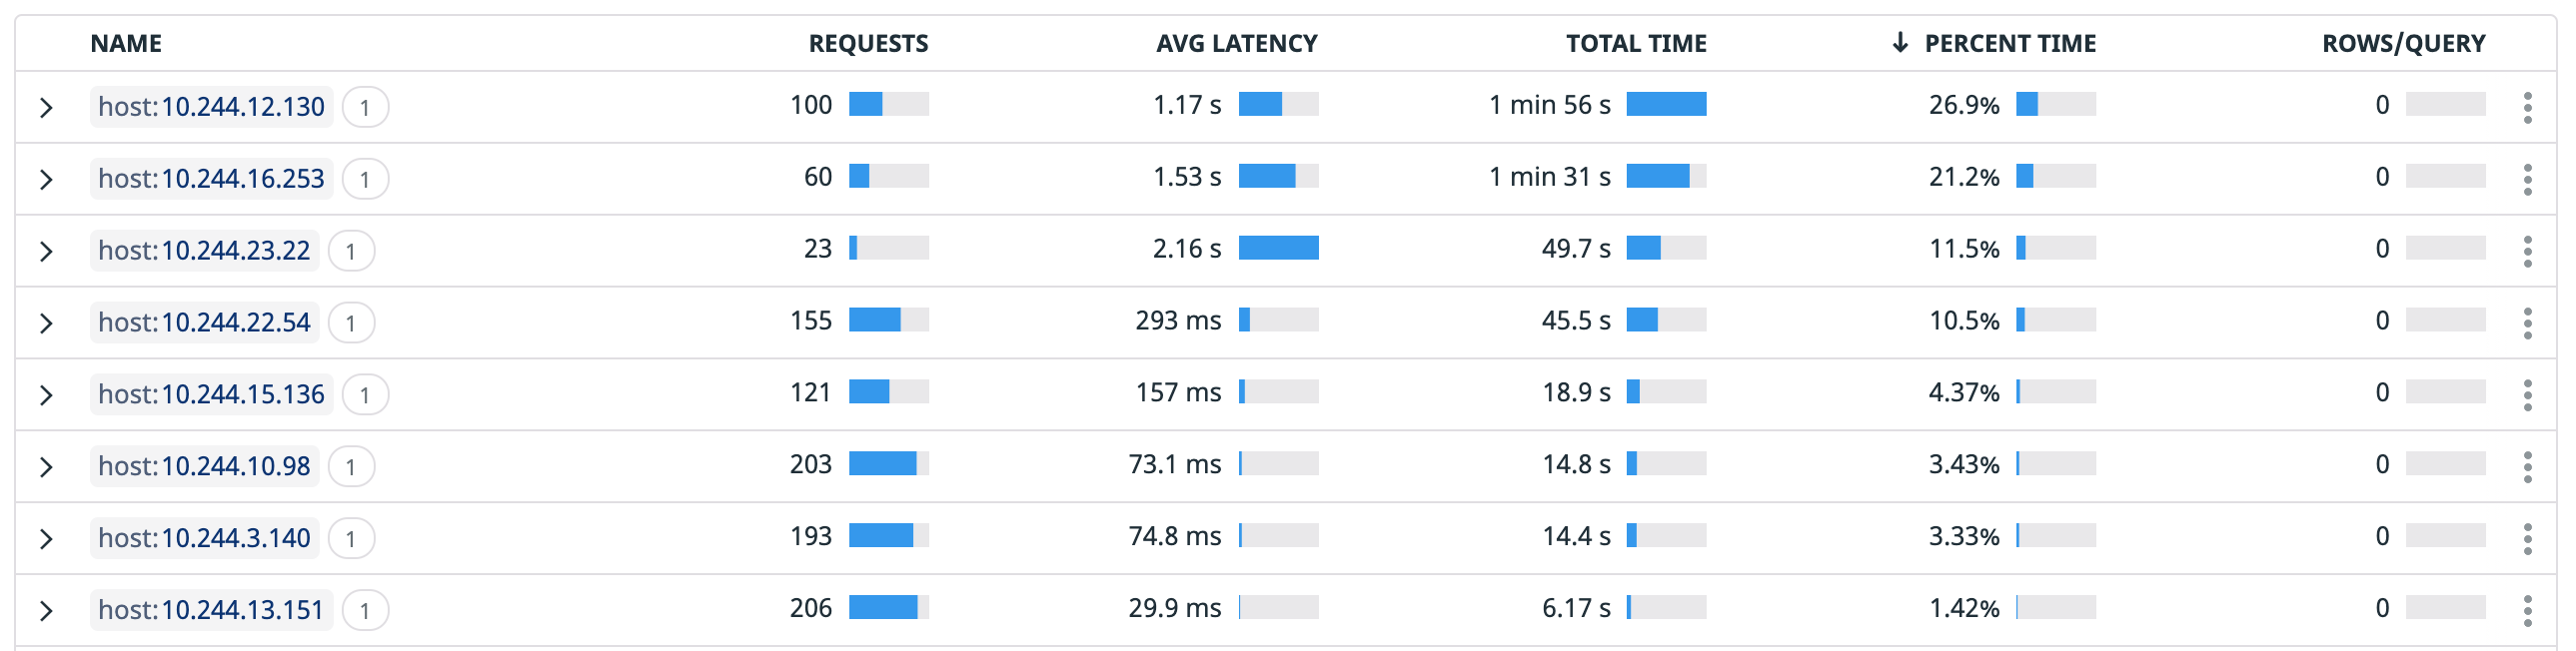 NAME REQUESTS AVG LATENCY TOTAL TIME ↓ PERCENT TIME ROWS/QUERY
host:10.244.12.130 1 100 1.17 s 1 min 56 s 26.9% 0
host:10.244.16.253 1 60 1.53 s 1 min 31 s 21.2% 0
host:10.244.23.22 1 23 2.16 s 49.7 s 11.5% 0
host:10.244.22.54 1 155 293 ms 45.5 s 10.5% 0
host:10.244.15.136 1 121 157 ms 18.9 s 4.37% 0
host:10.244.10.98 1 203 73.1 ms 14.8 s 3.43% 0
host:10.244.3.140 1 193 74.8 ms 14.4 s 3.33% 0
host:10.244.13.151 1 206 29.9 ms 6.17 s 1.42% 0